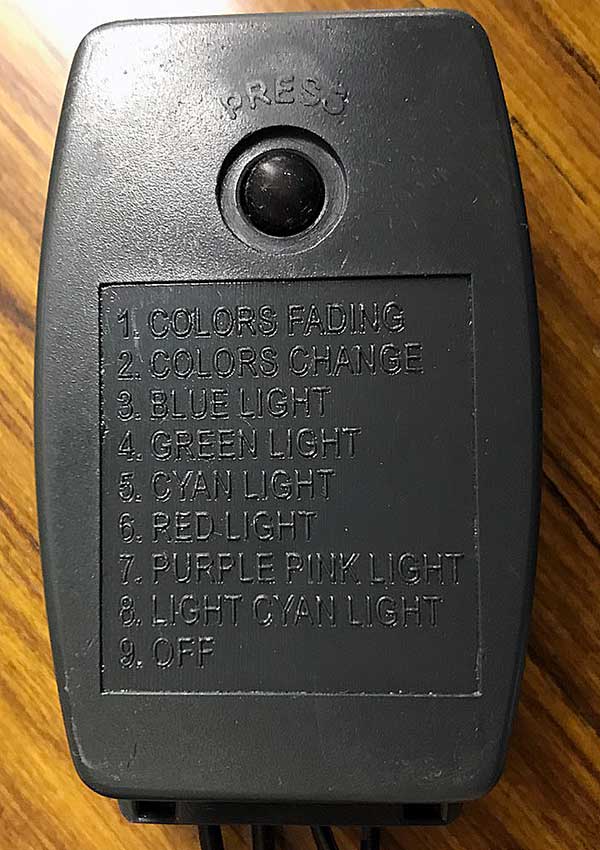 PRESS
1. COLORS FADING
2. COLORS CHANGE
3. BLUE LIGHT
4. GREEN LIGHT
5. CYAN LIGHT
6. RED LIGHT
7. PURPLE PINK LIGHT
8. LIGHT CYAN LIGHT
9. OFF